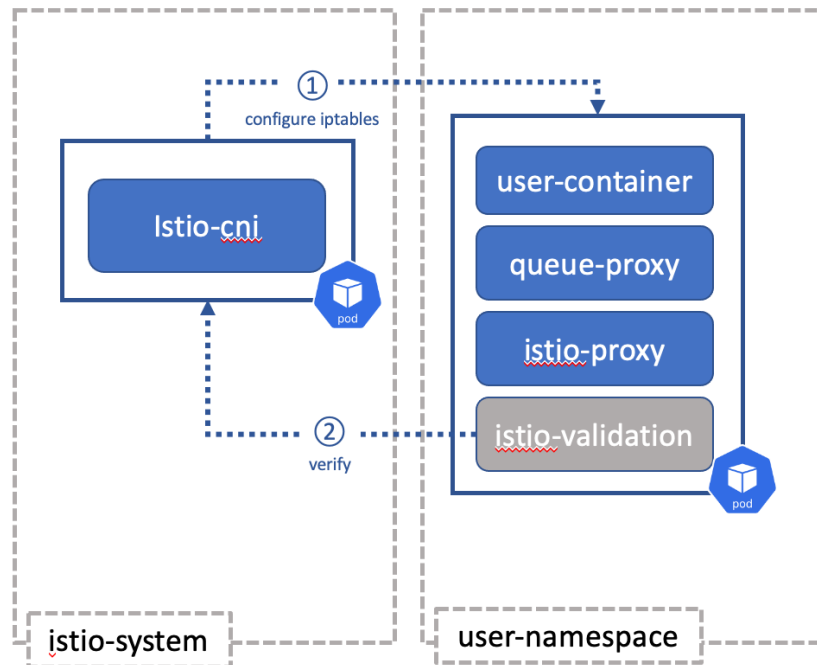 ①
configure iptables
Istio-cni
pod
②
verify
user-container
queue-proxy
istio-proxy
istio-validation
pod
istio-system
user-namespace